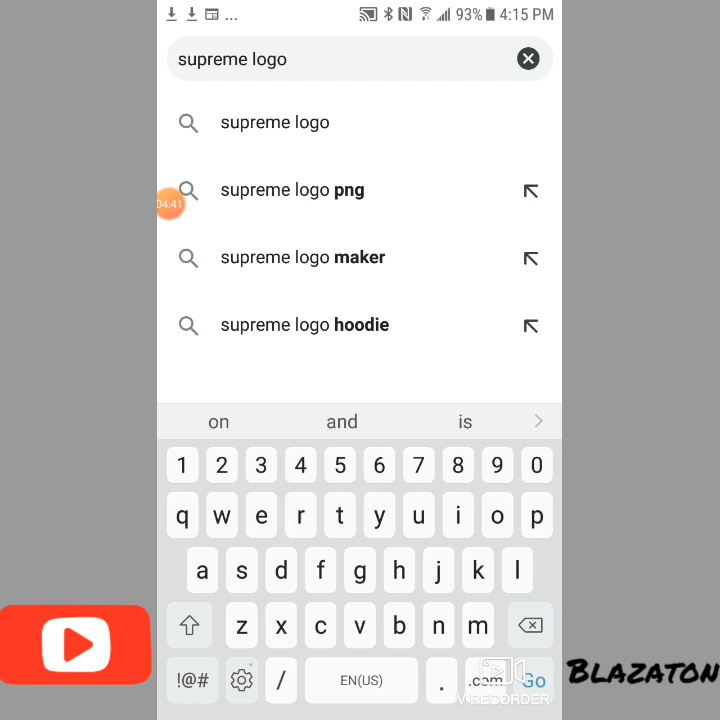 ... 93% 4:15 PM
supreme logo
supreme logo
supreme logo png
04:41
supreme logo maker
supreme logo hoodie
on and is
1 2 3 4 5 6 7 8 9 0
q w e r t y u i o p
a s d f g h j k l
z x c v b n m
!@# / EN(US) . .com Go
V RECORDER
BLAZATON